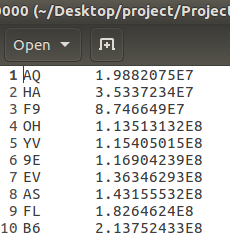 0000 (~/Desktop/project/Project
Open
1 AQ 1.9882075E7
2 HA 3.5337234E7
3 F9 8.746649E7
4 OH 1.13513132E8
5 YV 1.15405015E8
6 9E 1.16904239E8
7 EV 1.36346293E8
8 AS 1.43155532E8
9 FL 1.8264624E8
10 B6 2.13752433E8